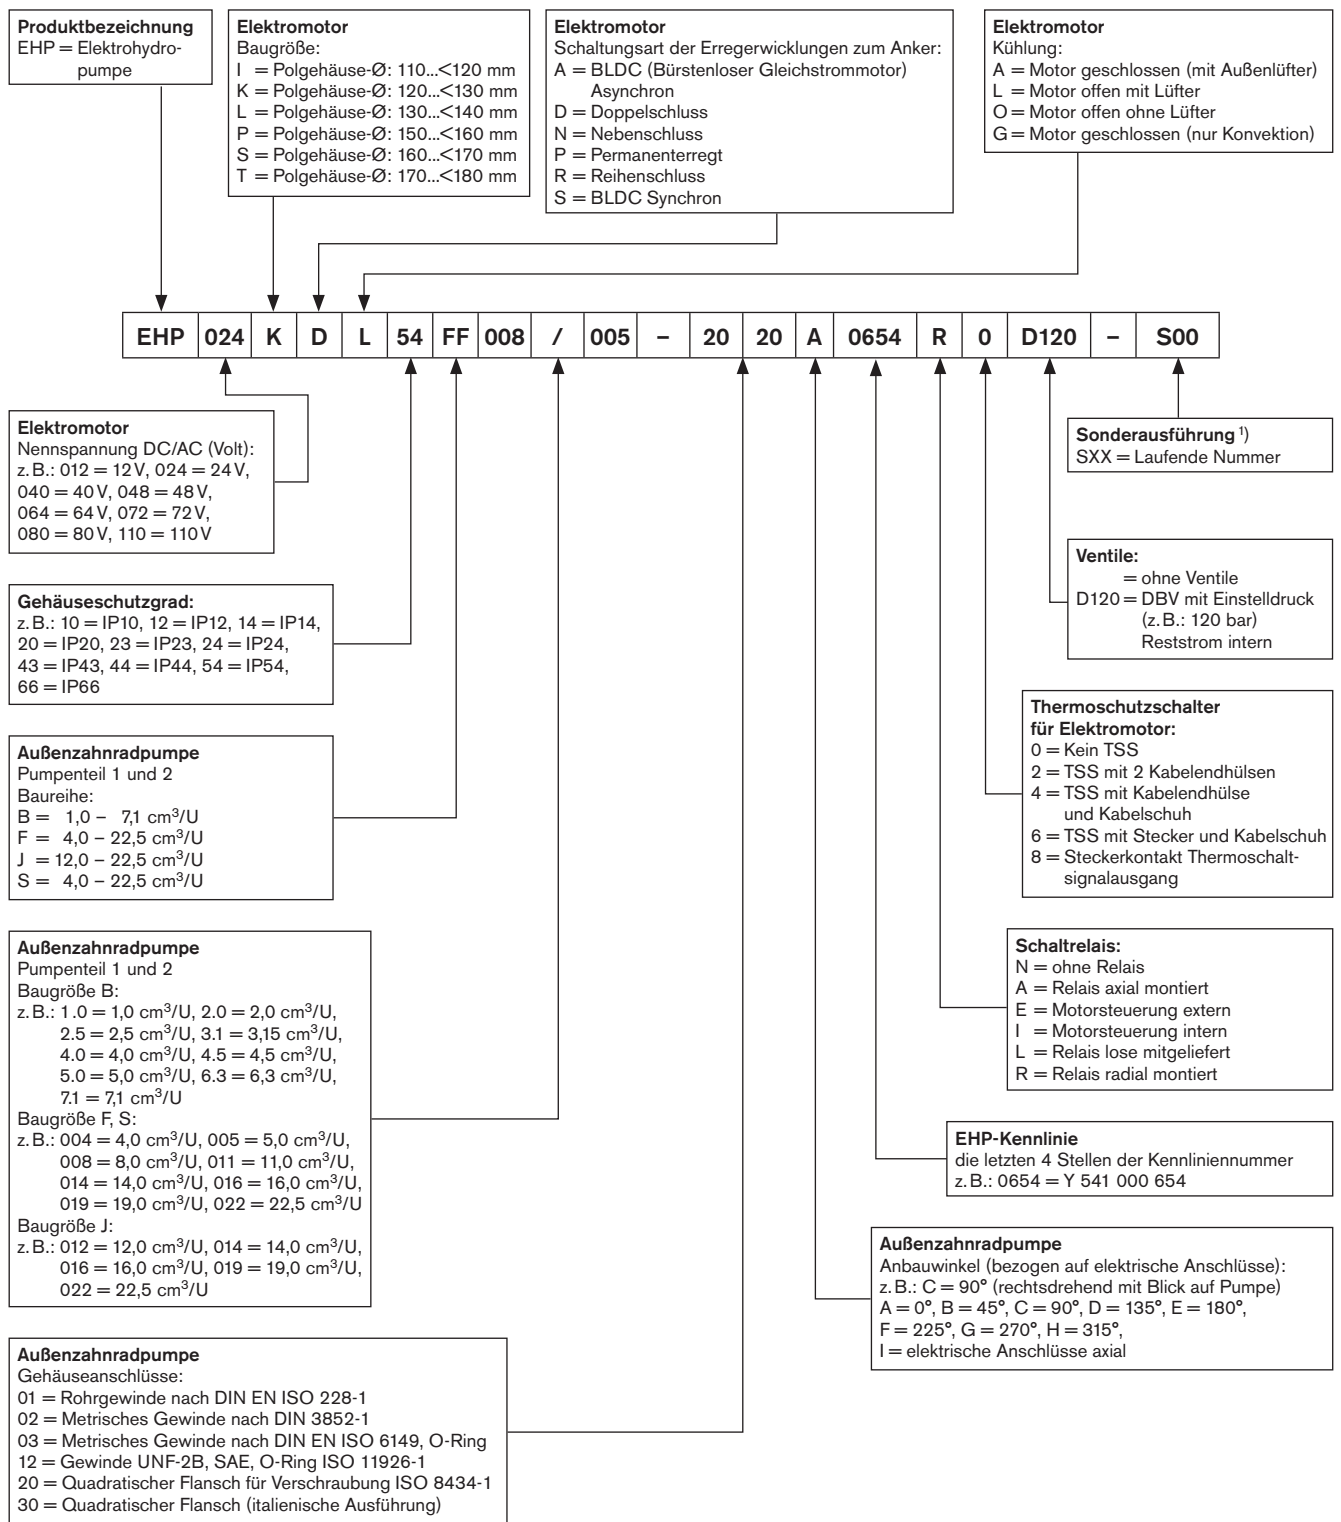 Produktbezeichnung
EHP = Elektrohydro-
pumpe
Elektromotor
Baugröße:
I = Polgehäuse-Ø: 110...<120 mm
K = Polgehäuse-Ø: 120...<130 mm
L = Polgehäuse-Ø: 130...<140 mm
P = Polgehäuse-Ø: 150...<160 mm
S = Polgehäuse-Ø: 160...<170 mm
T = Polgehäuse-Ø: 170...<180 mm
Elektromotor
Schaltungsart der Erregerwicklungen zum Anker:
A = BLDC (Bürstenloser Gleichstrommotor)
Asynchron
D = Doppelschluss
N = Nebenschluss
P = Permanenterregt
R = Reihenschluss
S = BLDC Synchron
Elektromotor
Kühlung:
A = Motor geschlossen (mit Außenlüfter)
L = Motor offen mit Lüfter
O = Motor offen ohne Lüfter
G = Motor geschlossen (nur Konvektion)
EHP 024 K D L 54 FF 008 / 005 – 20 20 A 0654 R 0 D120 – S00
Elektromotor
Nennspannung DC/AC (Volt):
z.B.: 012 = 12V, 024 = 24V,
040 = 40V, 048 = 48V,
064 = 64V, 072 = 72V,
080 = 80V, 110 = 110V
Gehäuseschutzgrad:
z.B.: 10 = IP10, 12 = IP12, 14 = IP14,
20 = IP20, 23 = IP23, 24 = IP24,
43 = IP43, 44 = IP44, 54 = IP54,
66 = IP66
Außenzahnradpumpe
Pumpenteil 1 und 2
Baureihe:
B = 1,0 – 7,1 cm³/U
F = 4,0 – 22,5 cm³/U
J = 12,0 – 22,5 cm³/U
S = 4,0 – 22,5 cm³/U
Außenzahnradpumpe
Pumpenteil 1 und 2
Baugröße B:
z.B.: 1.0 = 1,0 cm³/U, 2.0 = 2,0 cm³/U,
2.5 = 2,5 cm³/U, 3.1 = 3,15 cm³/U,
4.0 = 4,0 cm³/U, 4.5 = 4,5 cm³/U,
5.0 = 5,0 cm³/U, 6.3 = 6,3 cm³/U,
7.1 = 7,1 cm³/U
Baugröße F, S:
z.B.: 004 = 4,0 cm³/U, 005 = 5,0 cm³/U,
008 = 8,0 cm³/U, 011 = 11,0 cm³/U,
014 = 14,0 cm³/U, 016 = 16,0 cm³/U,
019 = 19,0 cm³/U, 022 = 22,5 cm³/U
Baugröße J:
z.B.: 012 = 12,0 cm³/U, 014 = 14,0 cm³/U,
016 = 16,0 cm³/U, 019 = 19,0 cm³/U,
022 = 22,5 cm³/U
Außenzahnradpumpe
Gehäuseanschlüsse:
01 = Rohrgewinde nach DIN EN ISO 228-1
02 = Metrisches Gewinde nach DIN 3852-1
03 = Metrisches Gewinde nach DIN EN ISO 6149, O-Ring
12 = Gewinde UNF-2B, SAE, O-Ring ISO 11926-1
20 = Quadratischer Flansch für Verschraubung ISO 8434-1
30 = Quadratischer Flansch (italienische Ausführung)
Sonderausführung ¹)
SXX = Laufende Nummer
Ventile:
= ohne Ventile
D120 = DBV mit Einstelldruck
(z.B.: 120 bar)
Reststrom intern
Thermoschutzschalter
für Elektromotor:
0 = Kein TSS
2 = TSS mit 2 Kabelendhülsen
4 = TSS mit Kabelendhülse
und Kabelschuh
6 = TSS mit Stecker und Kabelschuh
8 = Steckerkontakt Thermoschalt-
signalausgang
Schaltrelais:
N = ohne Relais
A = Relais axial montiert
E = Motorsteuerung extern
I = Motorsteuerung intern
L = Relais lose mitgeliefert
R = Relais radial montiert
EHP-Kennlinie
die letzten 4 Stellen der Kennliniennummer
z.B.: 0654 = Y 541 000 654
Außenzahnradpumpe
Anbauwinkel (bezogen auf elektrische Anschlüsse):
z.B.: C = 90° (rechtsdrehend mit Blick auf Pumpe)
A = 0°, B = 45°, C = 90°, D = 135°, E = 180°,
F = 225°, G = 270°, H = 315°,
I = elektrische Anschlüsse axial